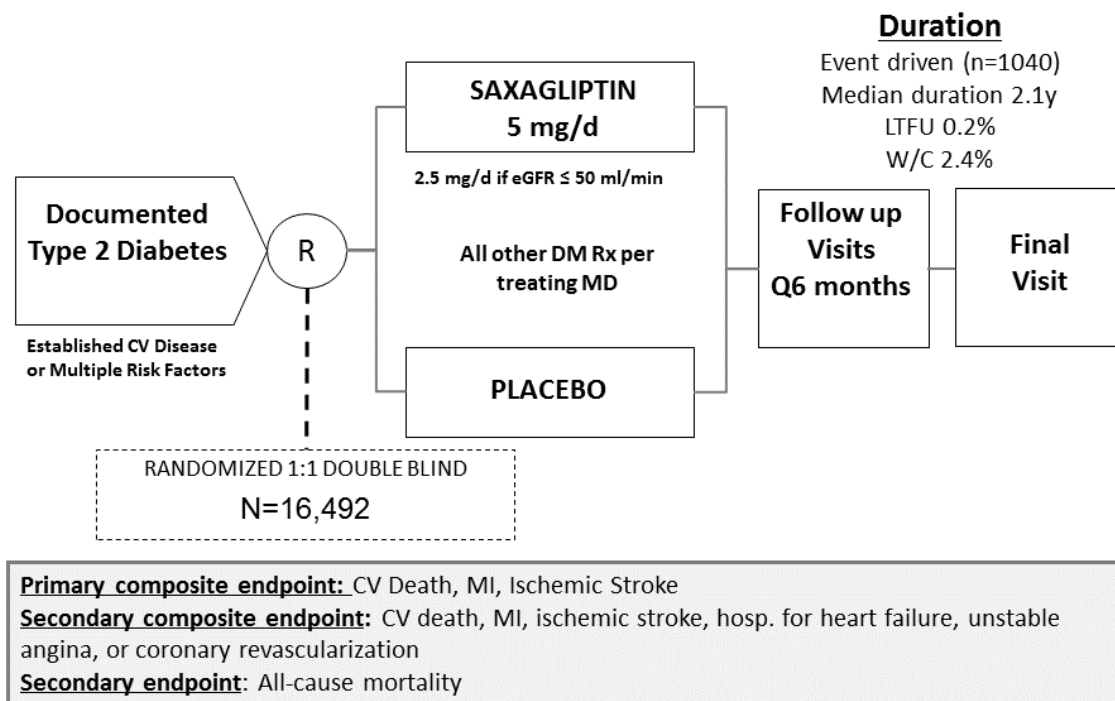 Duration
Event driven (n=1040)
Median duration 2.1y
LTFU 0.2%
W/C 2.4%
SAXAGLIPTIN
5 mg/d
2.5 mg/d if eGFR ≤ 50 ml/min
Documented
Type 2 Diabetes
Established CV Disease
or Multiple Risk Factors
R
All other DM Rx per
treating MD
PLACEBO
Follow up
Visits
Q6 months
Final
Visit
RANDOMIZED 1:1 DOUBLE BLIND
N=16,492
Primary composite endpoint: CV Death, MI, Ischemic Stroke
Secondary composite endpoint: CV death, MI, ischemic stroke, hosp. for heart failure, unstable
angina, or coronary revascularization
Secondary endpoint: All-cause mortality